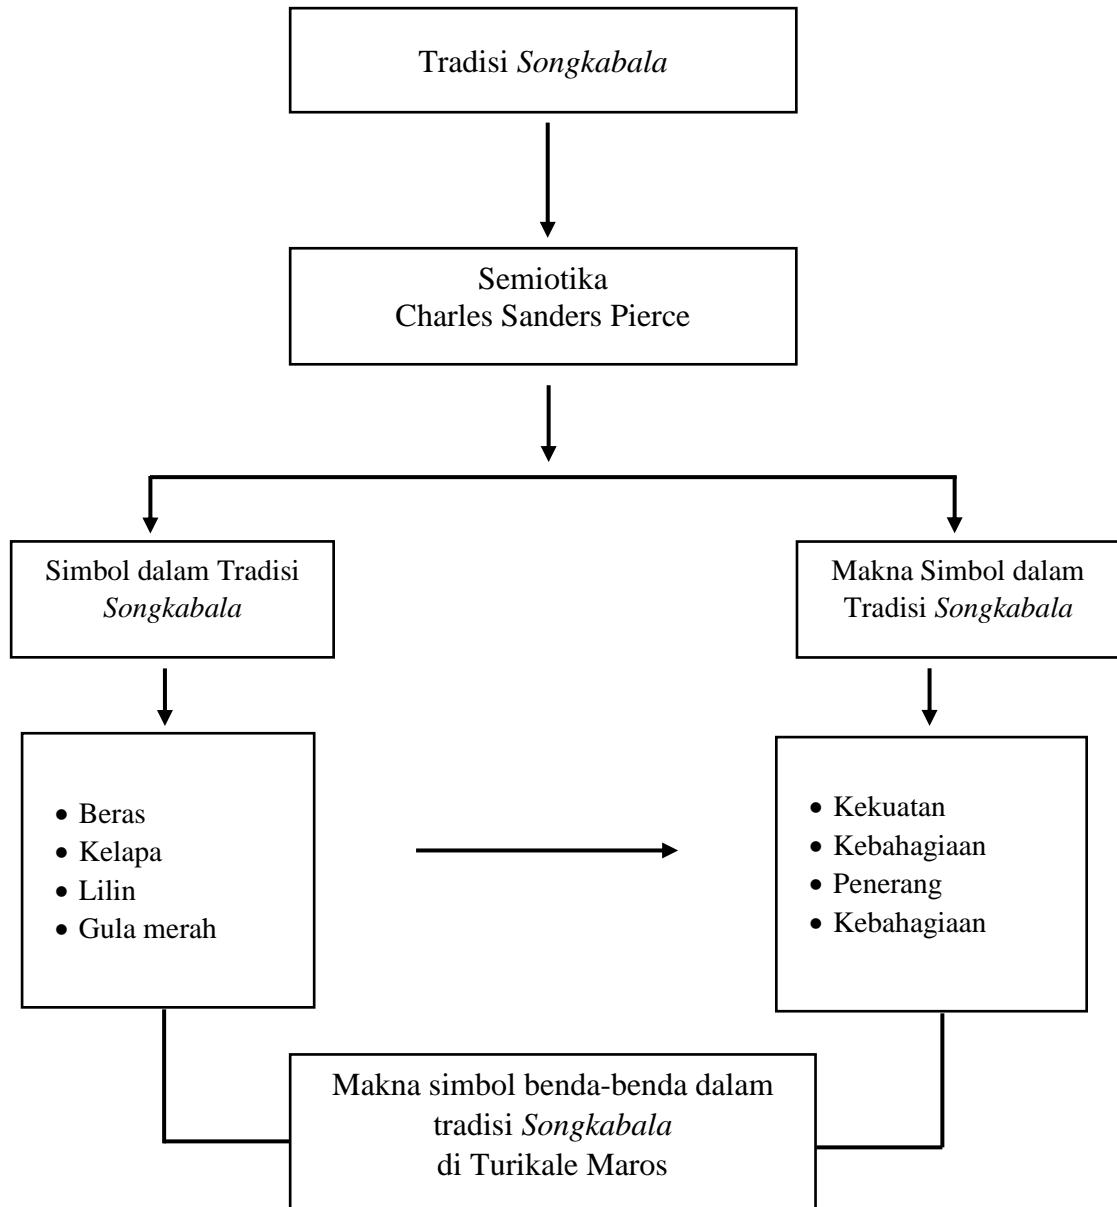 Tradisi Songkabala
Semiotika
Charles Sanders Pierce
Simbol dalam Tradisi
Songkabala
Makna Simbol dalam
Tradisi Songkabala
• Beras
• Kelapa
• Lilin
• Gula merah
• Kekuatan
• Kebahagiaan
• Penerang
• Kebahagiaan
Makna simbol benda-benda dalam
tradisi Songkabala
di Turikale Maros